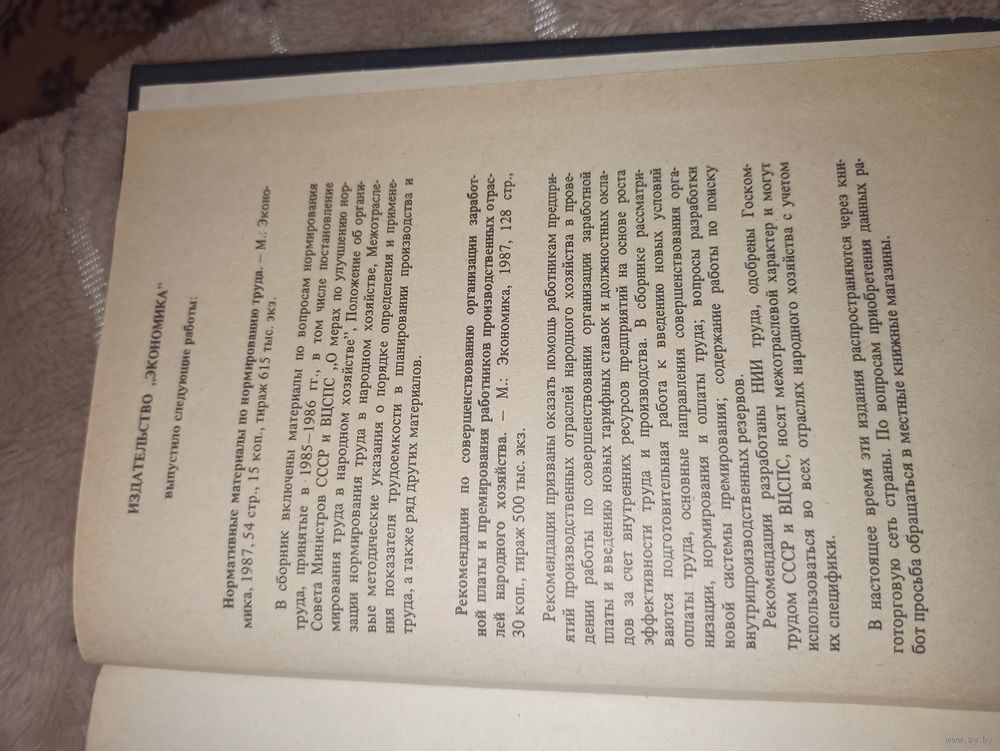 ИЗДАТЕЛЬСТВО „ЭКОНОМИКА"
выпустило следующие работы:
Нормативные материалы по нормированию труда. – М.: Эконо-
мика, 1987, 54 стр., 15 коп., тираж 615 тыс. экз.
В сборник включены материалы по вопросам нормирования
труда, принятые в 1985–1986 гг., в том числе постановление
Совета Министров СССР и ВЦСПС „О мерах по улучшению нор-
мирования труда в народном хозяйстве", Положение об органи-
зации нормирования труда в народном хозяйстве, Межотрасле-
вые методические указания о порядке определения и примене-
ния показателя трудоемкости в планировании производства и
труда, а также ряд других материалов.
Рекомендации по совершенствованию организации заработ-
ной платы и премирования работников производственных отрас-
лей народного хозяйства. – М.: Экономика, 1987, 128 стр.,
30 коп., тираж 500 тыс. экз.
Рекомендации призваны оказать помощь работникам предпри-
ятий производственных отраслей народного хозяйства в прове-
дении работы по совершенствованию организации заработной
платы и введению новых тарифных ставок и должностных окла-
дов за счет внутренних ресурсов предприятий на основе роста
эффективности труда и производства. В сборнике рассматри-
ваются подготовительная работа к введению новых условий
оплаты труда, основные направления совершенствования орга-
низации, нормирования и оплаты труда; вопросы разработки
новой системы премирования; содержание работы по поиску
внутрипроизводственных резервов.
Рекомендации разработаны НИИ труда, одобрены Госком-
трудом СССР и ВЦСПС, носят межотраслевой характер и могут
использоваться во всех отраслях народного хозяйства с учетом
их специфики.
В настоящее время эти издания распространяются через кни-
готорговую сеть страны. По вопросам приобретения данных ра-
бот просьба обращаться в местные книжные магазины.
www.ay.by